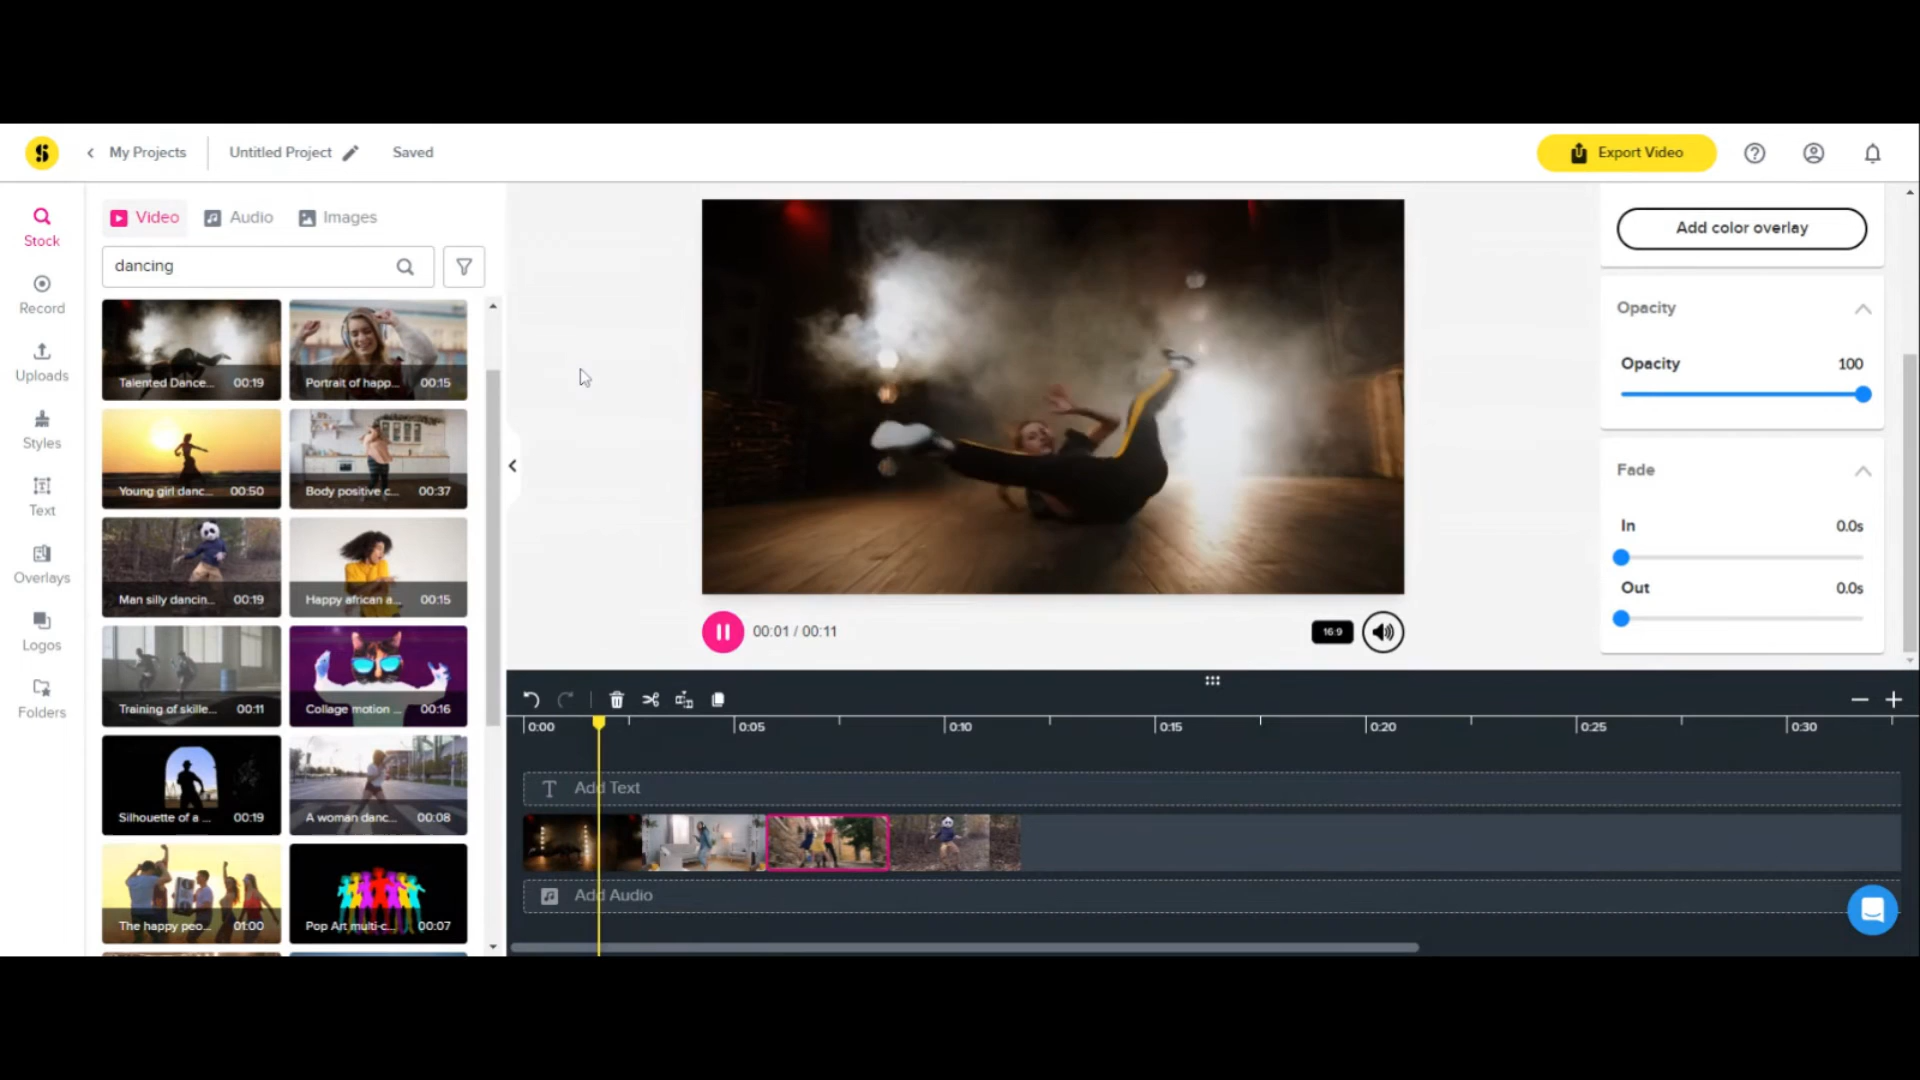 S
My Projects
Untitled Project
Saved
Export Video
Stock
Record
Uploads
Styles
Text
Overlays
Logos
Folders
Video
Audio
Images
dancing
Talented Dance... 00:19
Portrait of happ... 00:15
Young girl danc... 00:50
Body positive c... 00:37
Man silly dancin... 00:19
Happy african a... 00:15
Training of skille... 00:11
Collage motion ... 00:16
Silhouette of a ... 00:19
A woman danc... 00:08
The happy peo... 01:00
Pop Art multi-c... 00:07
00:01 / 00:11
16:9
Add color overlay
Opacity
Opacity 100
Fade
In 0.0s
Out 0.0s
0:00 0:05 0:10 0:15 0:20 0:25 0:30
T Add Text
Add Audio